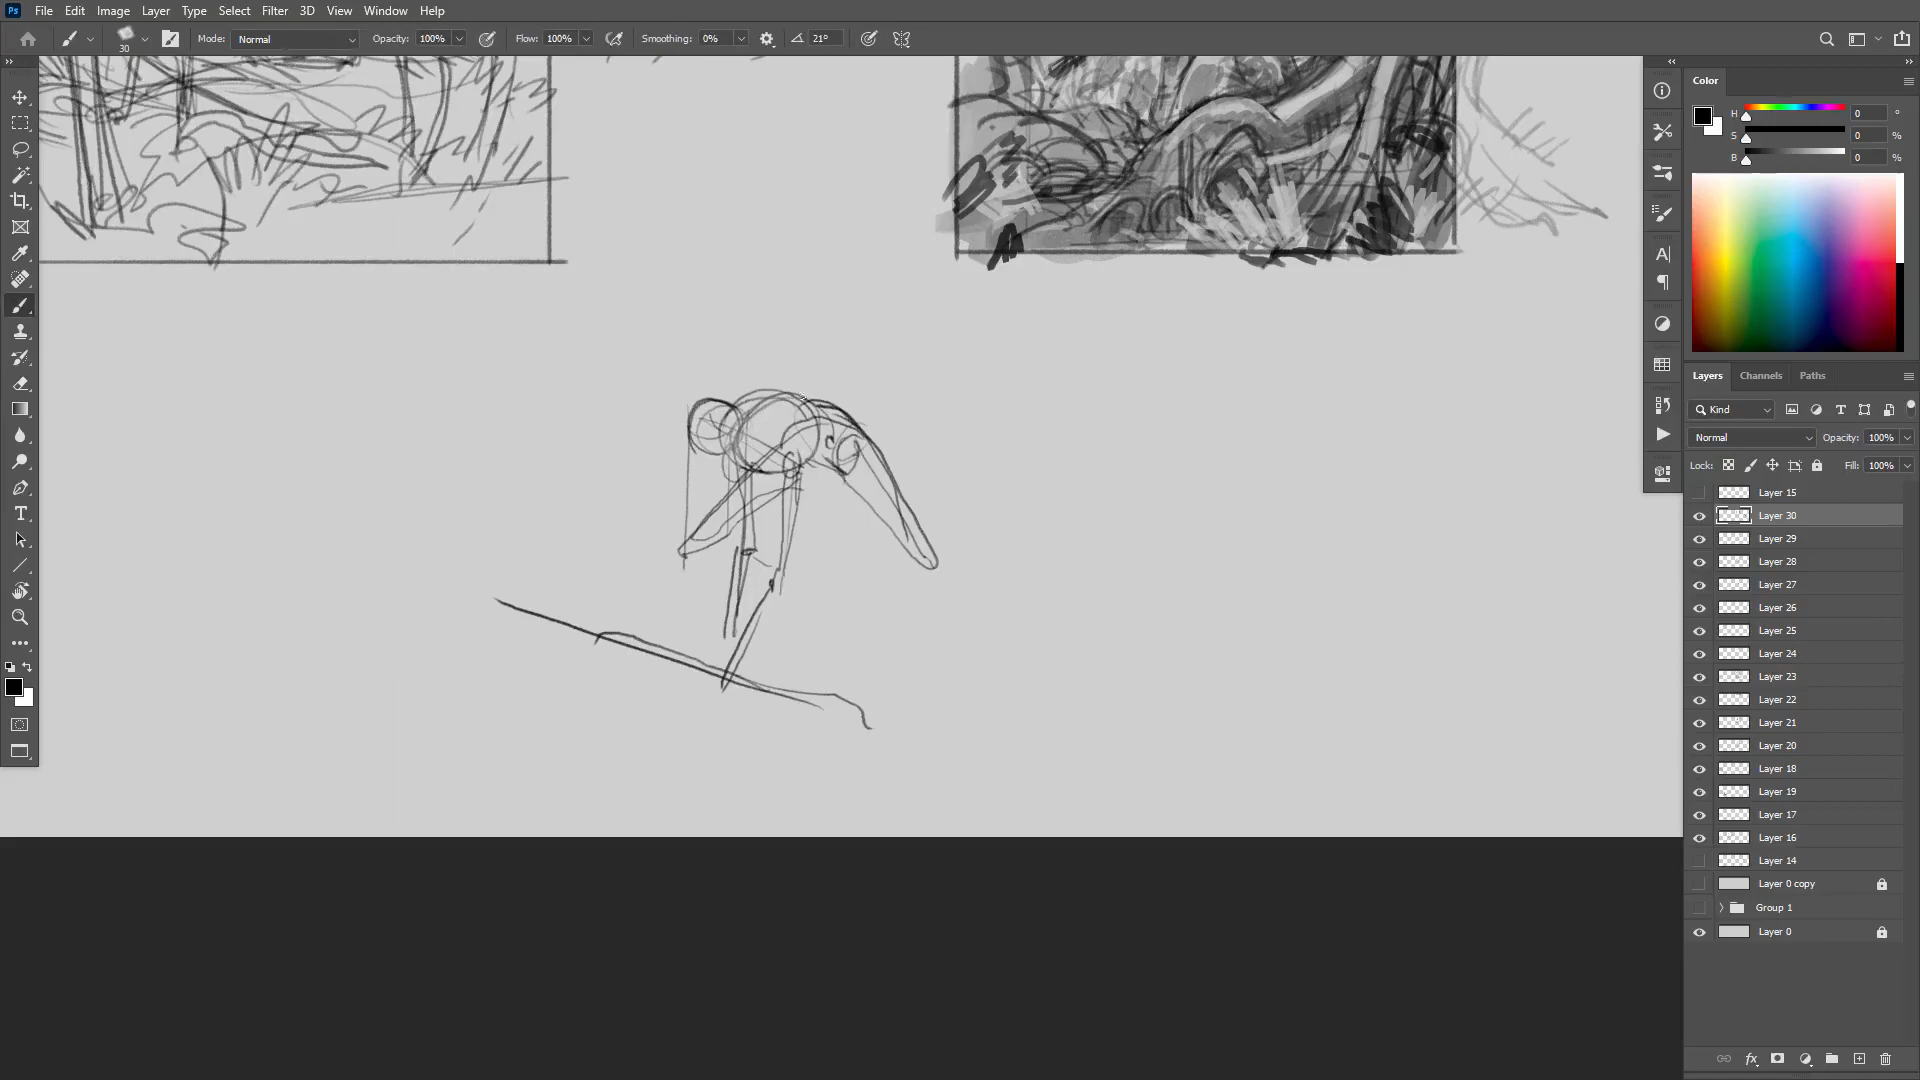 Ps File Edit Image Layer Type Select Filter 3D View Window Help
30 Mode: Normal Opacity: 100% Flow: 100% Smoothing: 0% 21°
Color
H 0 °
S 0 %
B 0 %
Layers Channels Paths
Kind
Normal Opacity: 100%
Lock: Fill: 100%
Layer 15
Layer 30
Layer 29
Layer 28
Layer 27
Layer 26
Layer 25
Layer 24
Layer 23
Layer 22
Layer 21
Layer 20
Layer 18
Layer 19
Layer 17
Layer 16
Layer 14
Layer 0 copy
Group 1
Layer 0